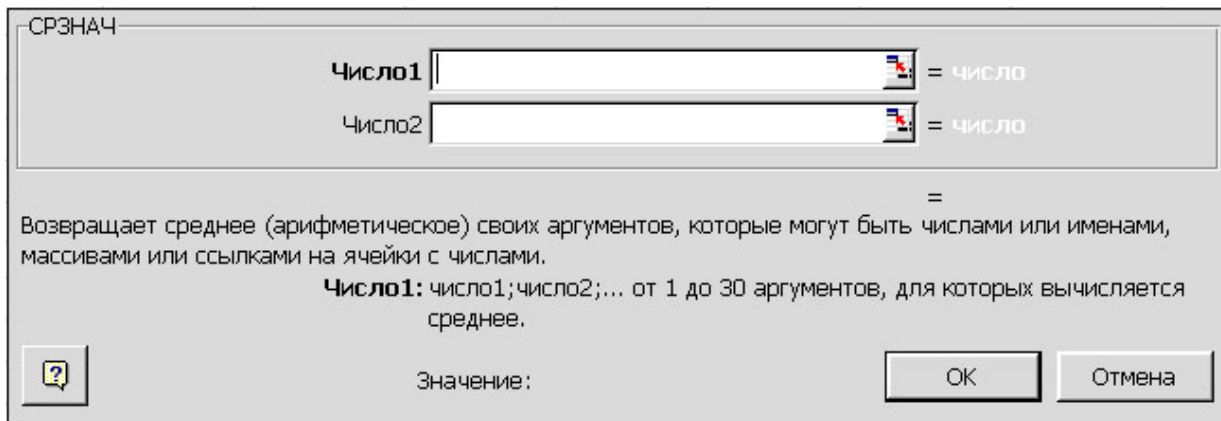 СРЗНАЧ
Число1 = число
Число2 = число
=
Возвращает среднее (арифметическое) своих аргументов, которые могут быть числами или именами,
массивами или ссылками на ячейки с числами.
Число1: число1;число2;... от 1 до 30 аргументов, для которых вычисляется
среднее.
? Значение: OK Отмена